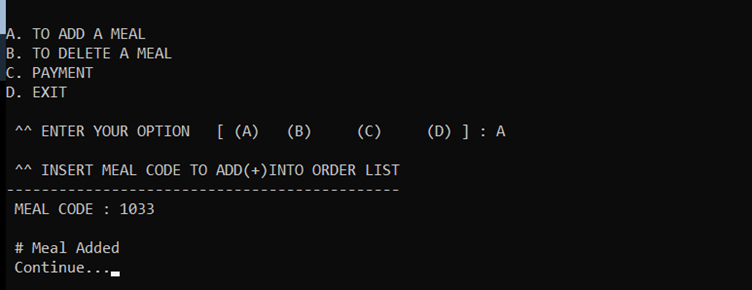 A. TO ADD A MEAL
B. TO DELETE A MEAL
C. PAYMENT
D. EXIT
^^ ENTER YOUR OPTION [ (A) (B) (C) (D) ] : A
^^ INSERT MEAL CODE TO ADD(+)INTO ORDER LIST
---------------------------------------------
MEAL CODE : 1033
# Meal Added
Continue...